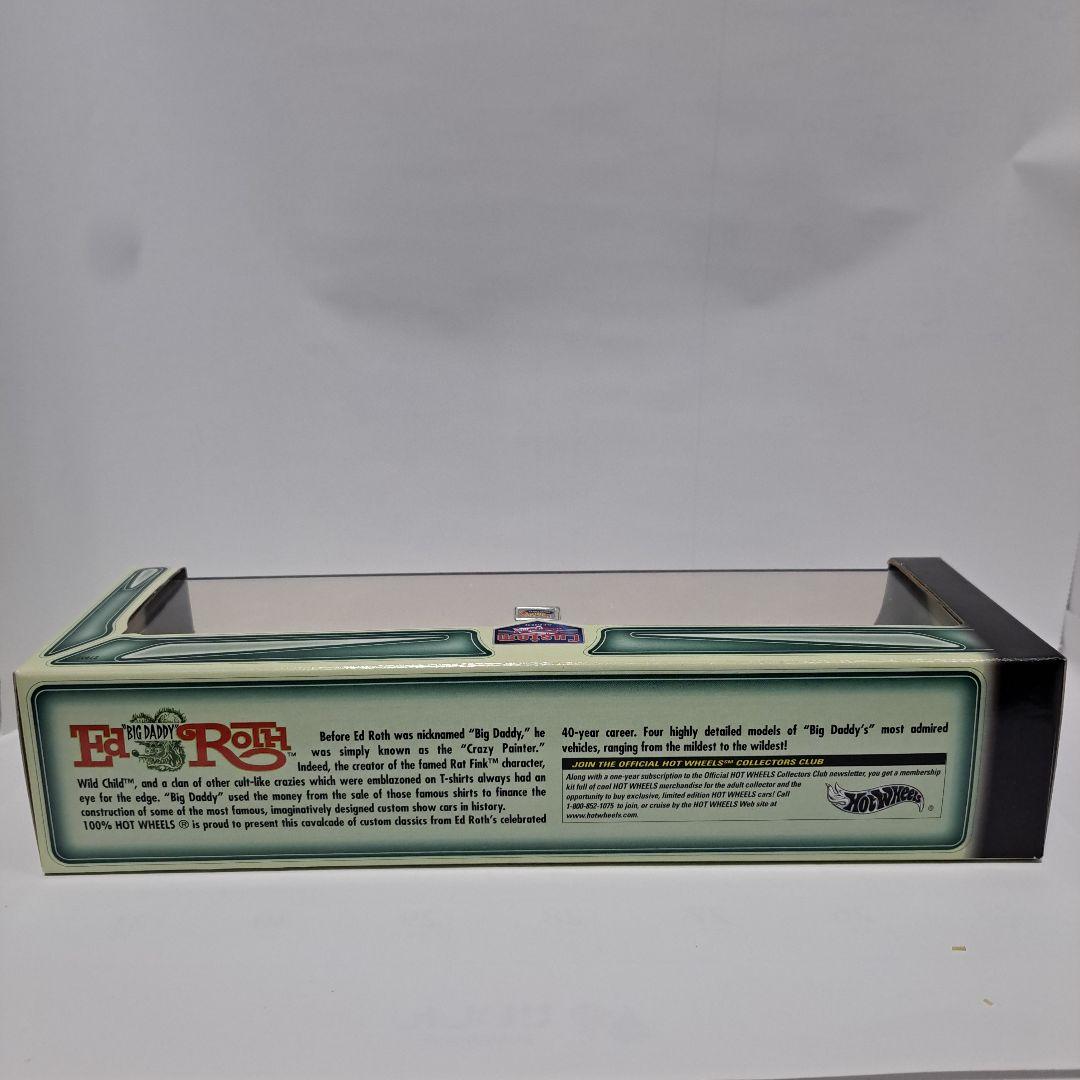 Custom
Ed "BIG DADDY" Roth™
Before Ed Roth was nicknamed "Big Daddy," he
was simply known as the "Crazy Painter."
Indeed, the creator of the famed Rat Fink™ character,
Wild Child™, and a clan of other cult-like crazies which were emblazoned on T-shirts always had an
eye for the edge. "Big Daddy" used the money from the sale of those famous shirts to finance the
construction of some of the most famous, imaginatively designed custom show cars in history.
100% HOT WHEELS ® is proud to present this cavalcade of custom classics from Ed Roth's celebrated
40-year career. Four highly detailed models of "Big Daddy's" most admired
vehicles, ranging from the mildest to the wildest!
JOIN THE OFFICIAL HOT WHEELS™ COLLECTORS CLUB
Along with a one-year subscription to the Official HOT WHEELS Collectors Club newsletter, you get a membership
kit full of cool HOT WHEELS merchandise for the adult collector and the
opportunity to buy exclusive, limited edition HOT WHEELS cars! Call
1-800-852-1075 to join, or cruise by the HOT WHEELS Web site at
www.hotwheels.com.
Hot Wheels ®